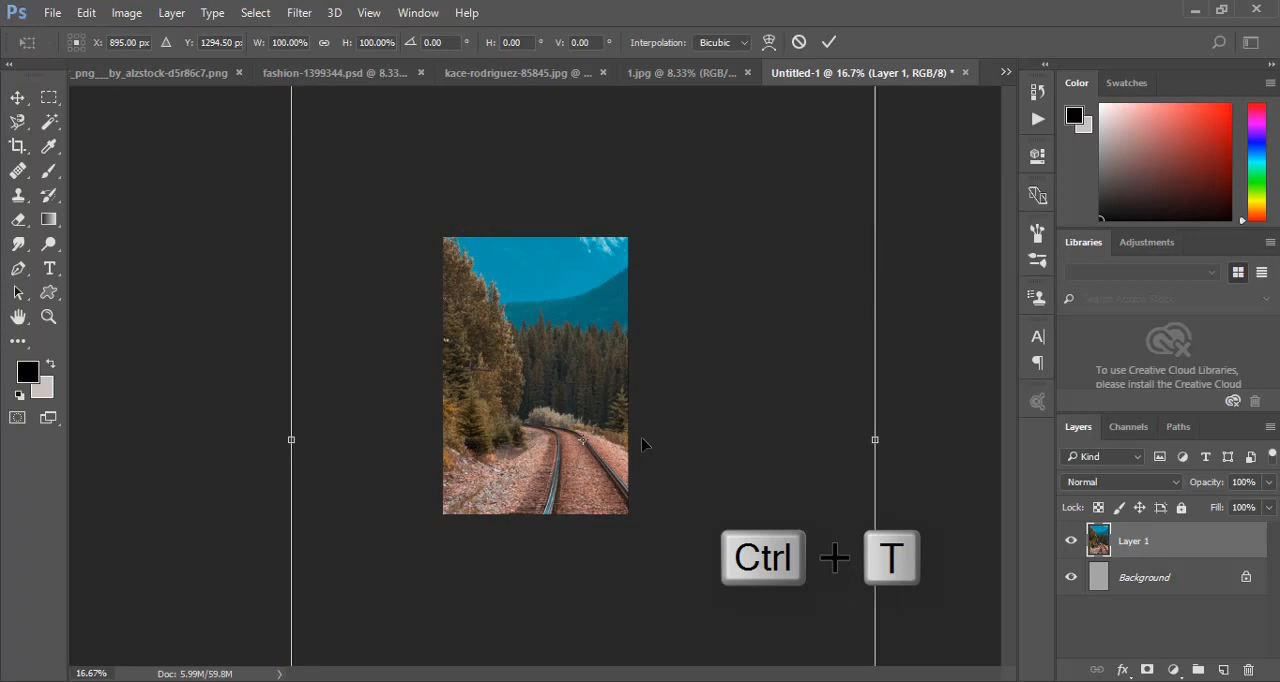 Ps File Edit Image Layer Type Select Filter 3D View Window Help
X: 895.00 px Y: 1294.50 px W: 100.00% H: 100.00% 0.00 ° H: 0.00 ° V: 0.00 ° Interpolation: Bicubic
_png__by_alzstock-d5r86c7.png × fashion-1399344.psd @ 8.33... × kace-rodriguez-85845.jpg @ ... × 1.jpg @ 8.33% (RGB/... × Untitled-1 @ 16.7% (Layer 1, RGB/8) * ×
Color Swatches
Libraries Adjustments
Search Adobe Stock
To use Creative Cloud Libraries,
please install the Creative Cloud
Layers Channels Paths
Kind
Normal Opacity: 100%
Lock: Fill: 100%
Layer 1
Background
Ctrl + T
16.67% Doc: 5.99M/59.8M